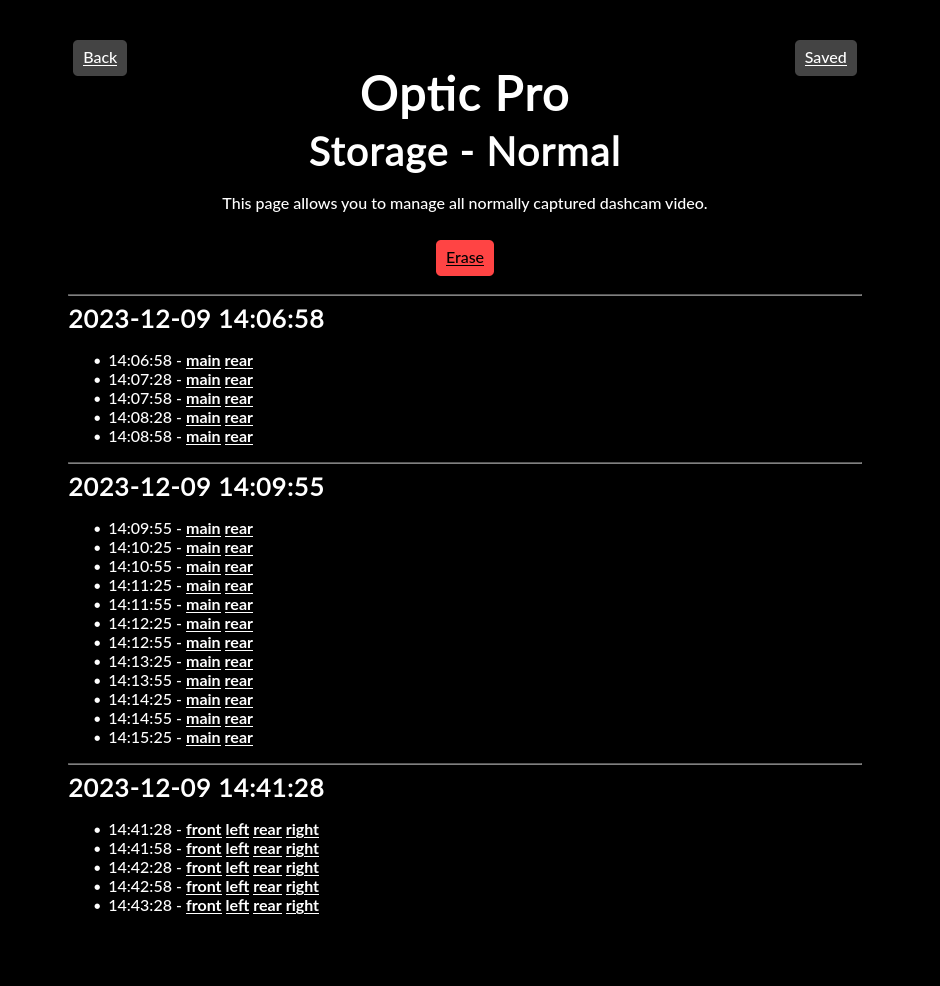 Back
Saved
Optic Pro
Storage - Normal
This page allows you to manage all normally captured dashcam video.
Erase
2023-12-09 14:06:58
• 14:06:58 - main rear
• 14:07:28 - main rear
• 14:07:58 - main rear
• 14:08:28 - main rear
• 14:08:58 - main rear
2023-12-09 14:09:55
• 14:09:55 - main rear
• 14:10:25 - main rear
• 14:10:55 - main rear
• 14:11:25 - main rear
• 14:11:55 - main rear
• 14:12:25 - main rear
• 14:12:55 - main rear
• 14:13:25 - main rear
• 14:13:55 - main rear
• 14:14:25 - main rear
• 14:14:55 - main rear
• 14:15:25 - main rear
2023-12-09 14:41:28
• 14:41:28 - front left rear right
• 14:41:58 - front left rear right
• 14:42:28 - front left rear right
• 14:42:58 - front left rear right
• 14:43:28 - front left rear right